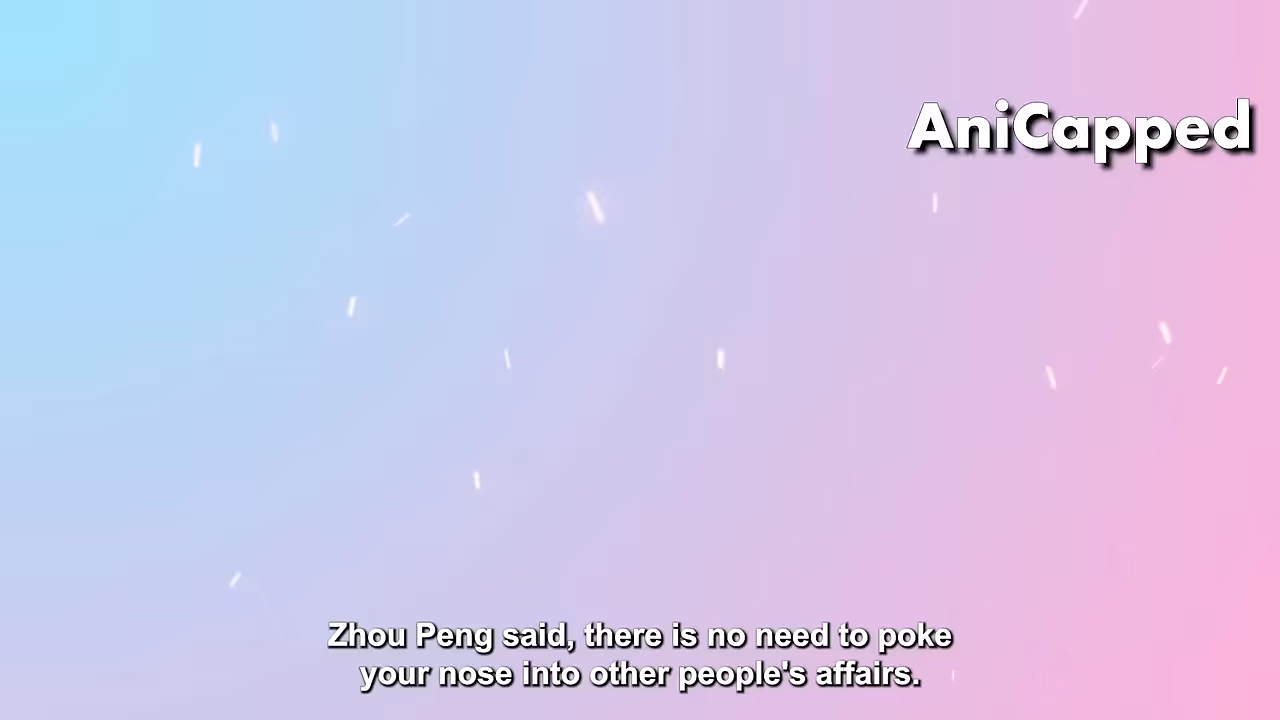 AniCapped
Zhou Peng said, there is no need to poke
your nose into other people's affairs.